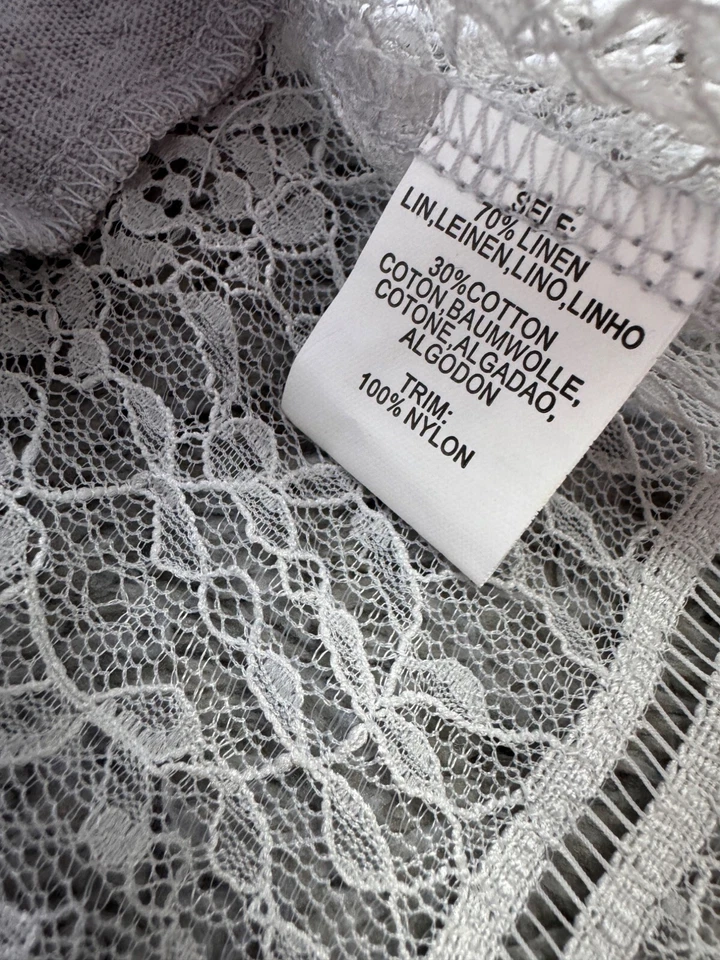 SELF:
70% LINEN
LIN,LEINEN,LINO,LINHO
30%COTTON
COTON,BAUMWOLLE,
COTONE,ALGADAO,
ALGODON
TRIM:
100% NYLON